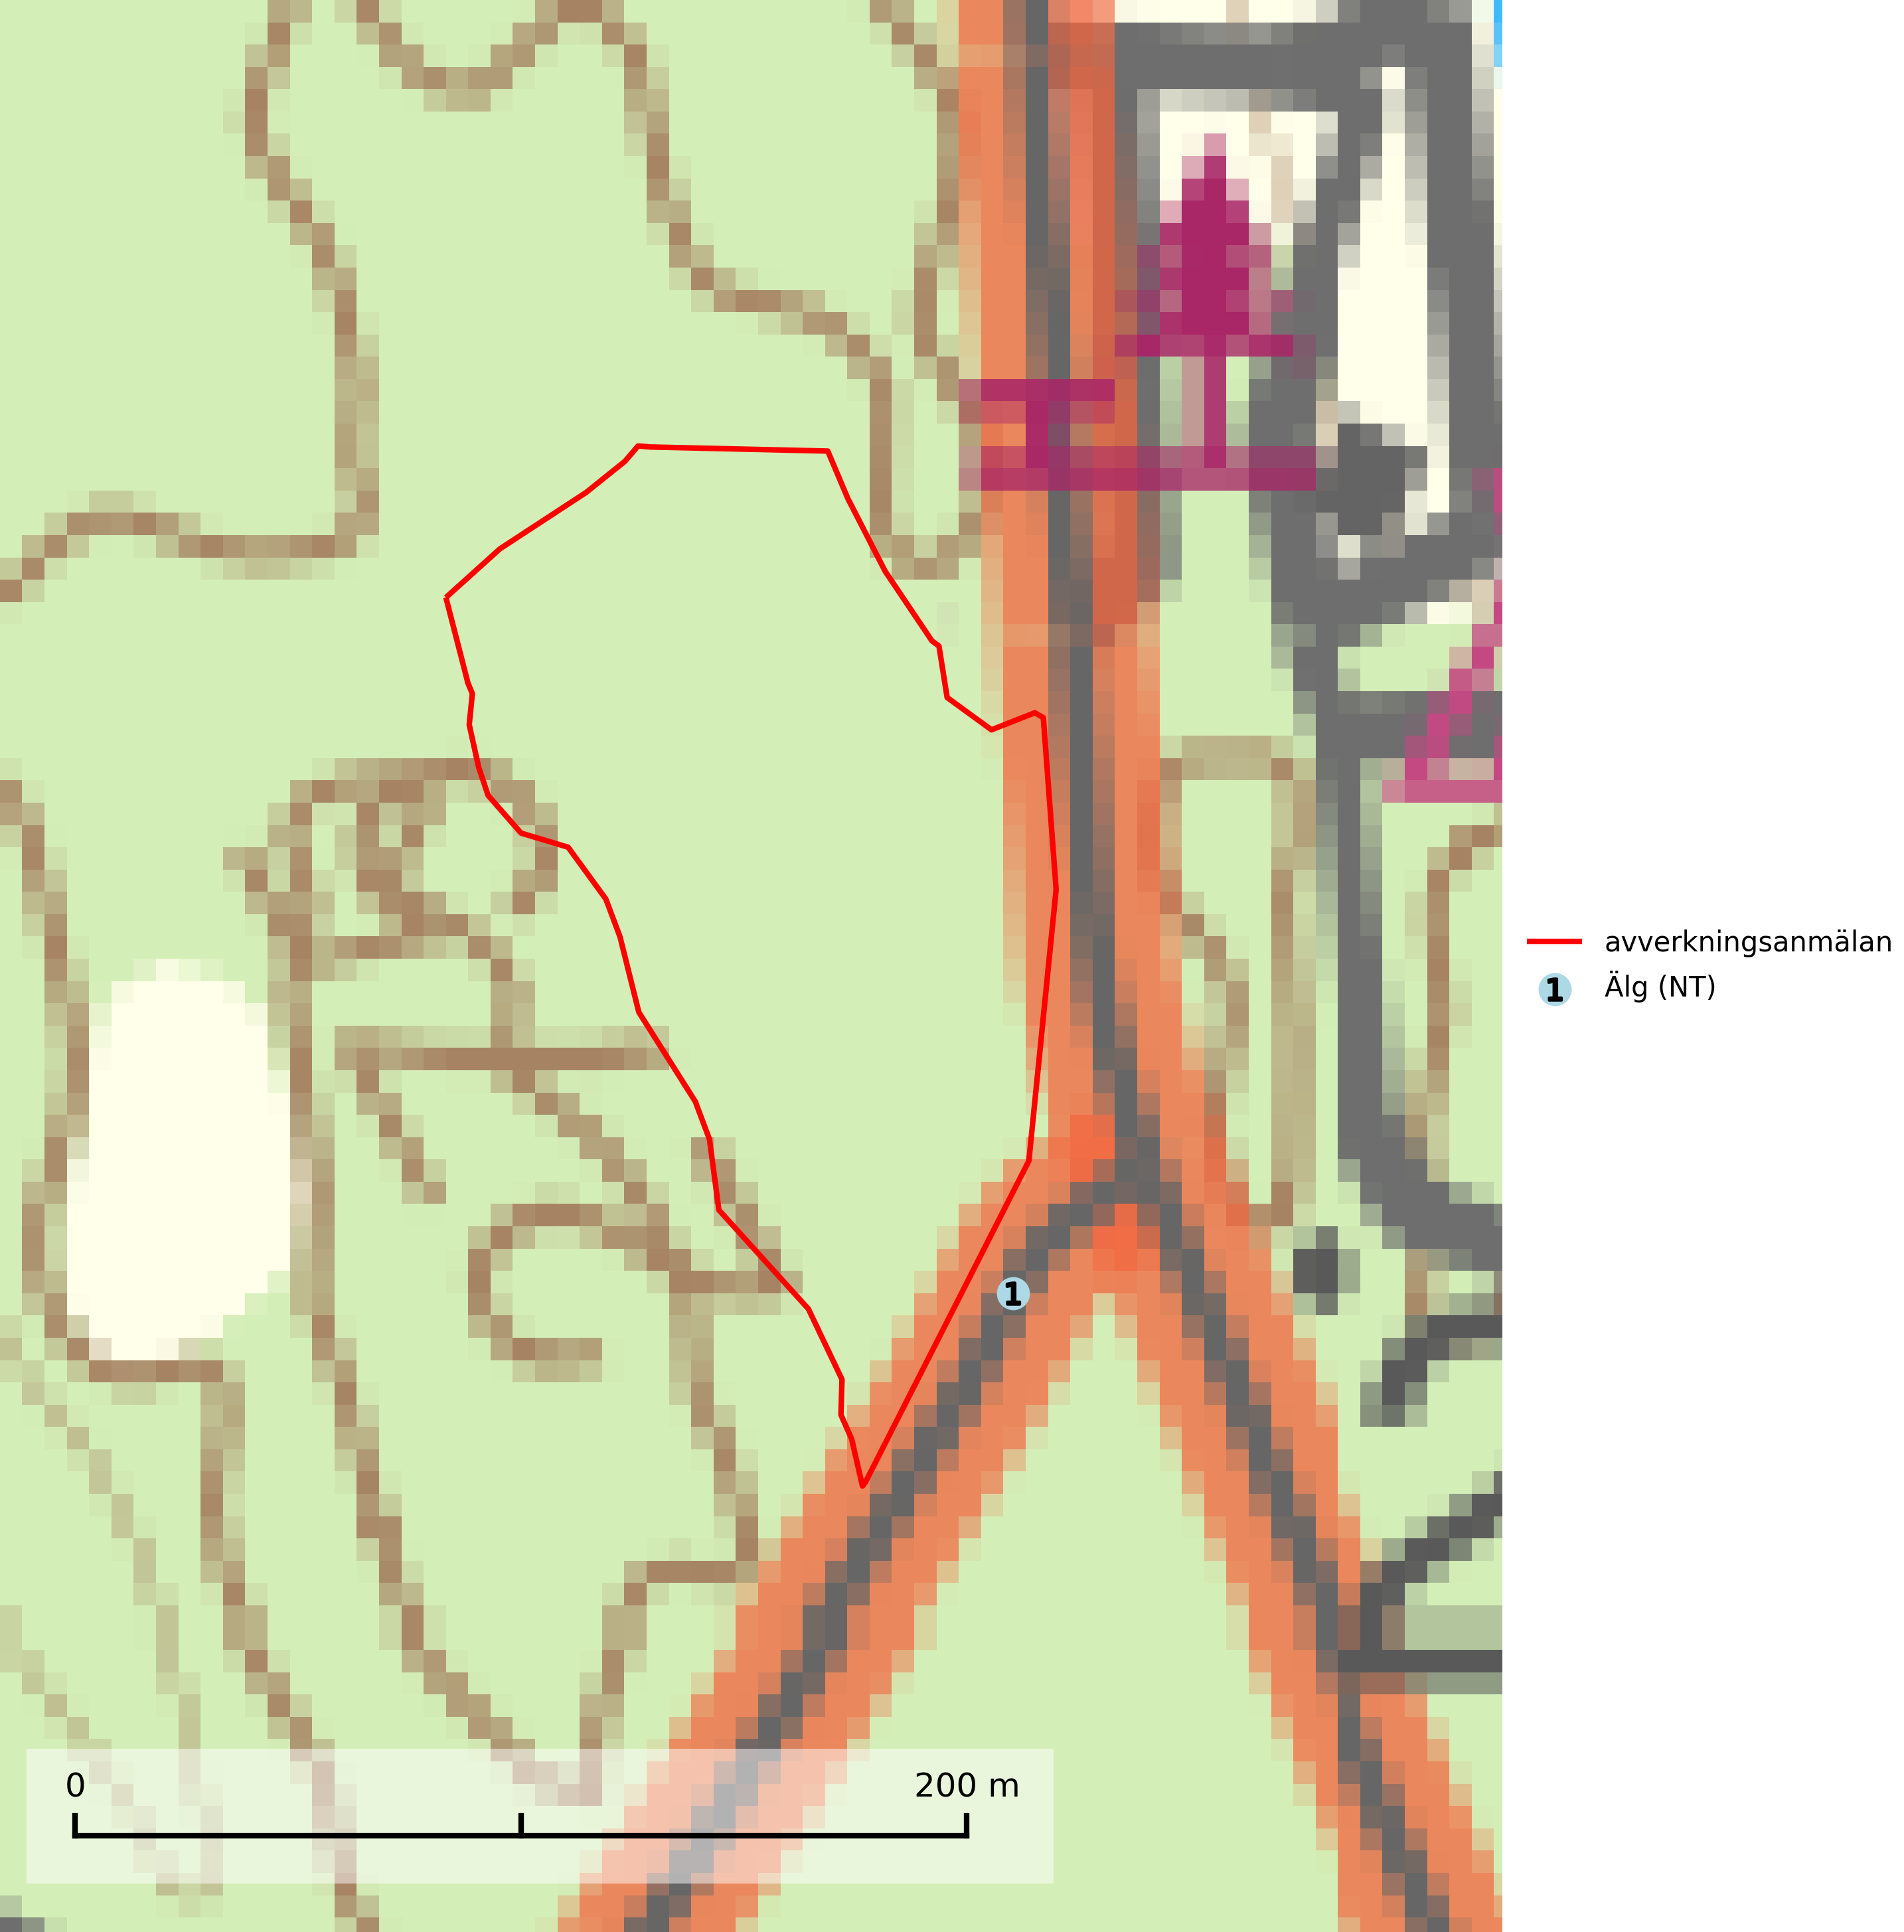 1
avverkningsanmälan
1 Älg (NT)
0 200 m